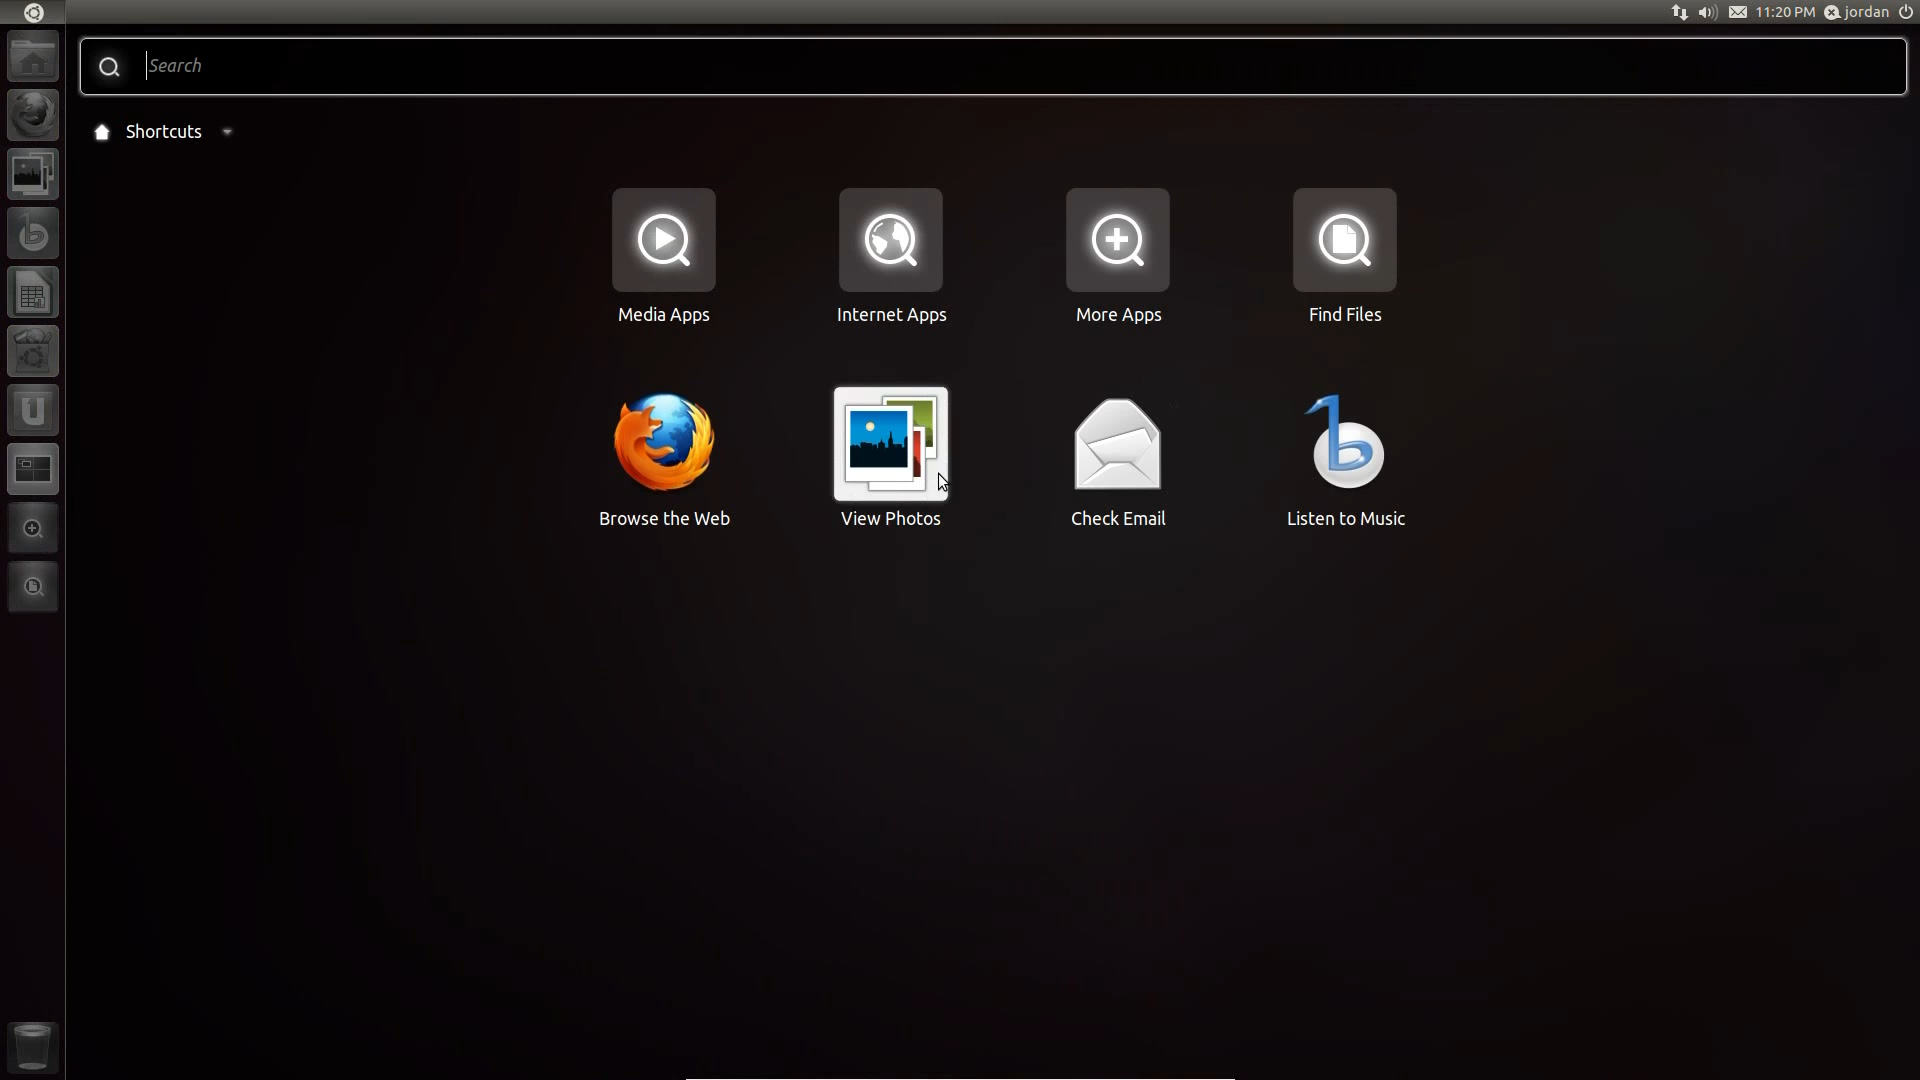 11:20 PM jordan
Search
Shortcuts
Media Apps Internet Apps More Apps Find Files
Browse the Web View Photos Check Email Listen to Music